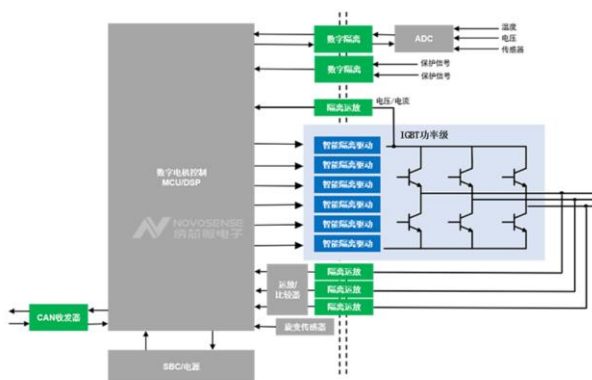 数字隔离
ADC
温度
电压
传感器
数字隔离
保护信号
保护信号
隔离运放
电压/电流
IGBT功率级
智能隔离驱动
智能隔离驱动
智能隔离驱动
智能隔离驱动
智能隔离驱动
智能隔离驱动
数字电机控制
MCU/DSP
NOVOSENSE
纳芯微电子
运放/
比较器
隔离运放
隔离运放
隔离运放
旋变传感器
CAN收发器
SBC/电源